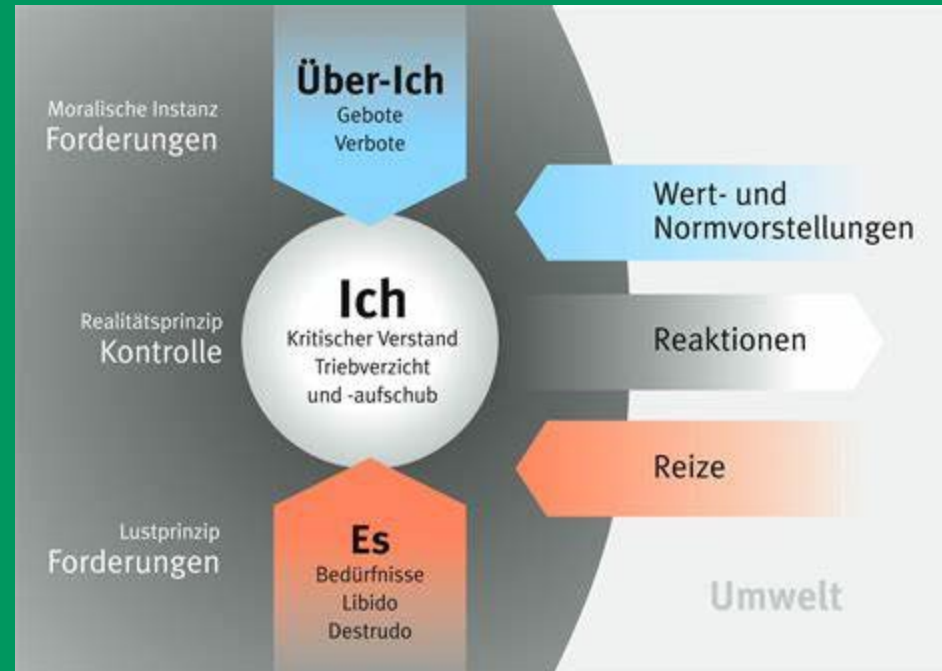 Moralische Instanz
Forderungen
Über-Ich
Gebote
Verbote
Wert- und
Normvorstellungen
Realitätsprinzip
Kontrolle
Ich
Kritischer Verstand
Triebverzicht
und -aufschub
Reaktionen
Reize
Lustprinzip
Forderungen
Es
Bedürfnisse
Libido
Destrudo
Umwelt